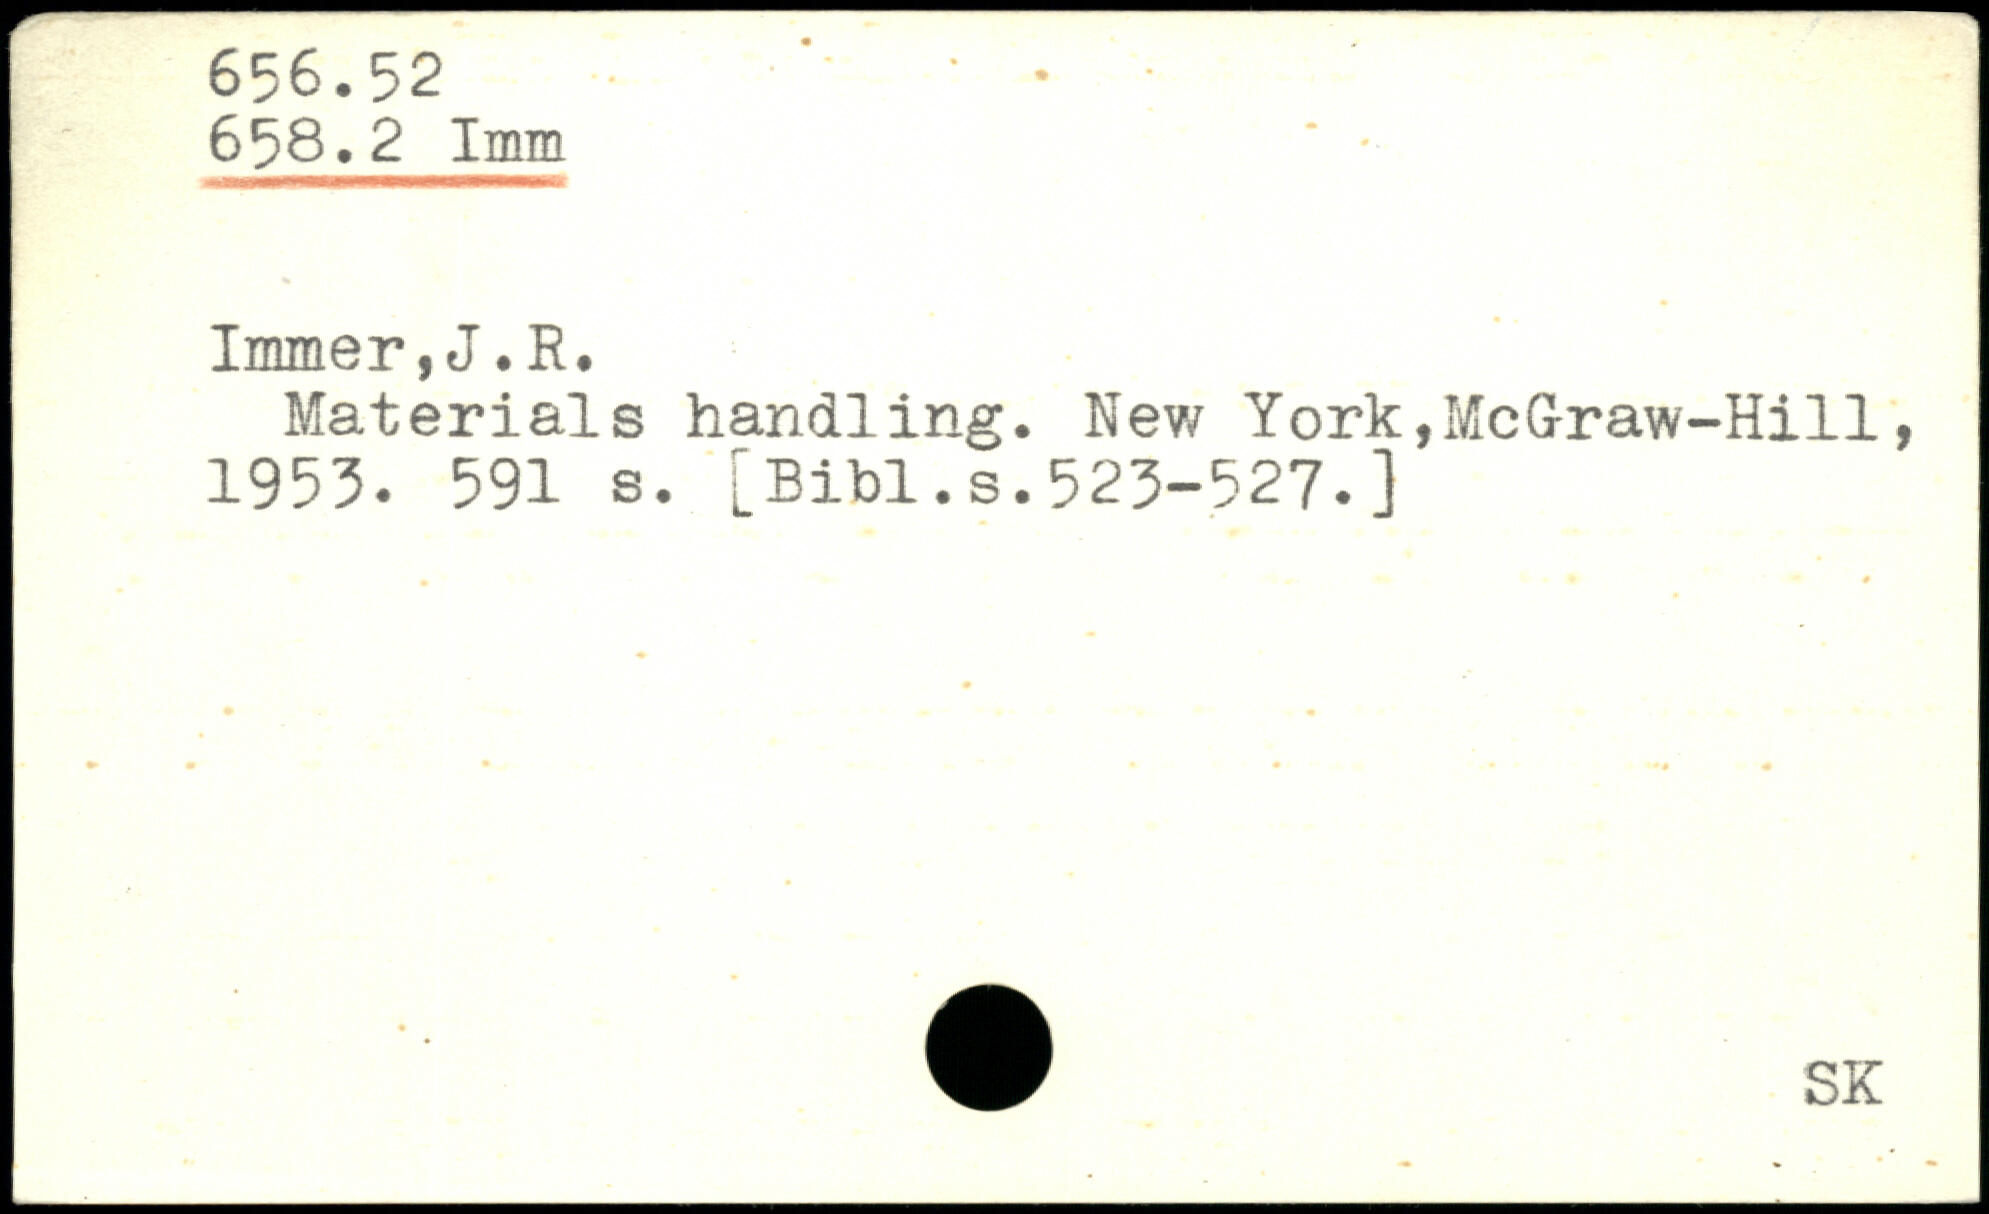 656.52
658.2 Imm
Immer,J.R.
Materials handling. New York,McGraw-Hill,
1953. 591 s. [Bibl.s.523-527.]
SK